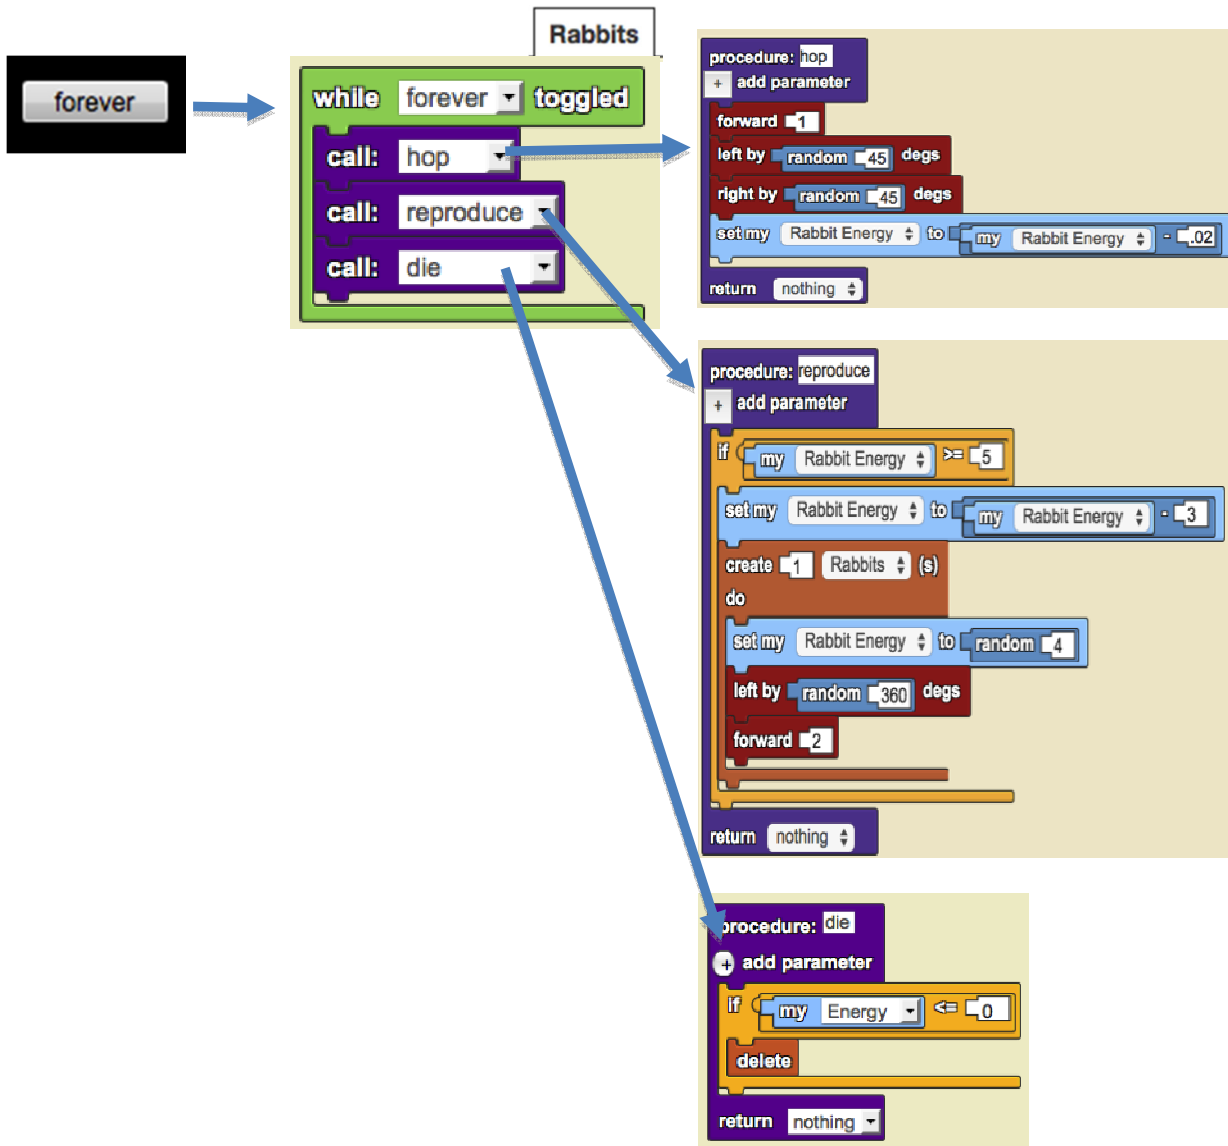 Rabbits
forever
while forever toggled
call: hop
call: reproduce
call: die
procedure: hop
+ add parameter
forward 1
left by random 45 degs
right by random 45 degs
set my Rabbit Energy to my Rabbit Energy - .02
return nothing
procedure: reproduce
+ add parameter
if my Rabbit Energy >= 5
set my Rabbit Energy to my Rabbit Energy - 3
create 1 Rabbits (s)
do
set my Rabbit Energy to random 4
left by random 360 degs
forward 2
return nothing
procedure: die
+ add parameter
if my Energy <= 0
delete
return nothing